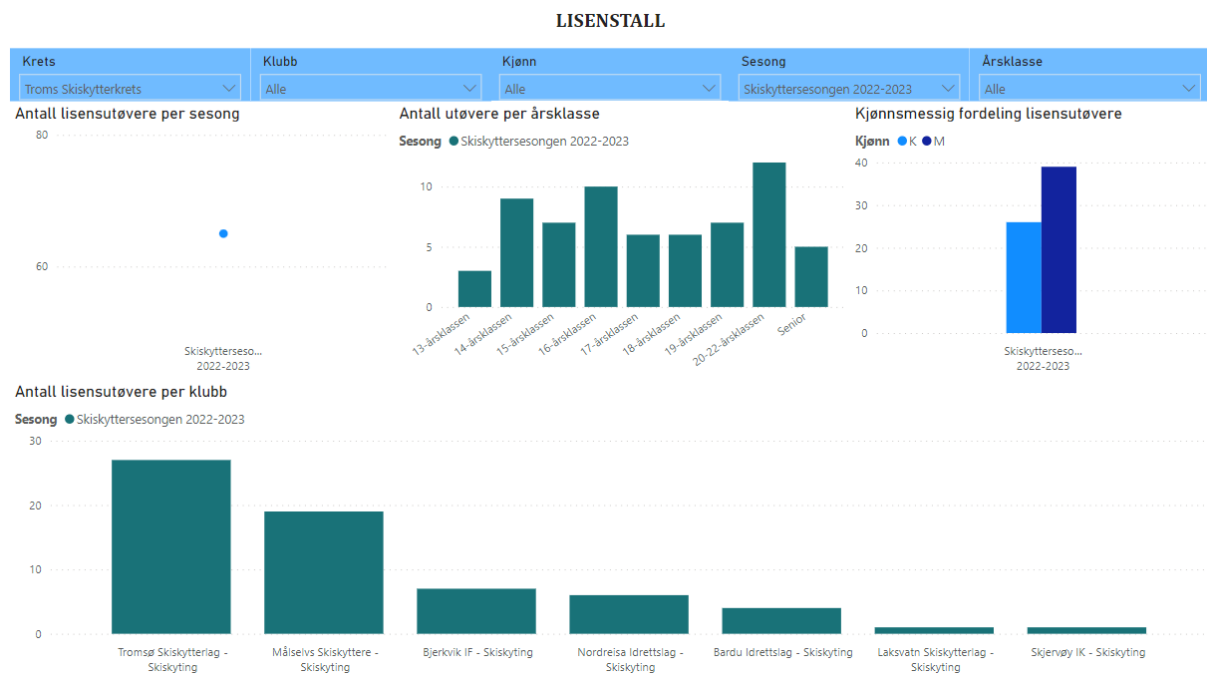 LISENSTALL
Krets
Klubb
Kjønn
Sesong
Årsklasse
Troms Skiskytterkrets
Alle
Alle
Skiskyttersesongen 2022-2023
Alle
Antall lisensutøvere per sesong
80
60
Skiskytterseso...
2022-2023
Antall utøvere per årsklasse
Sesong Skiskyttersesongen 2022-2023
10
5
0
13-årsklassen
14-årsklassen
15-årsklassen
16-årsklassen
17-årsklassen
18-årsklassen
19-årsklassen
20-22-årsklassen
Senior
Kjønnsmessig fordeling lisensutøvere
Kjønn K M
40
30
20
10
0
Skiskytterseso...
2022-2023
Antall lisensutøvere per klubb
Sesong Skiskyttersesongen 2022-2023
30
20
10
0
Tromsø Skiskytterlag -
Skiskyting
Målselvs Skiskyttere -
Skiskyting
Bjerkvik IF - Skiskyting
Nordreisa Idrettslag -
Skiskyting
Bardu Idrettslag - Skiskyting
Laksvatn Skiskytterlag -
Skiskyting
Skjervøy IK - Skiskyting